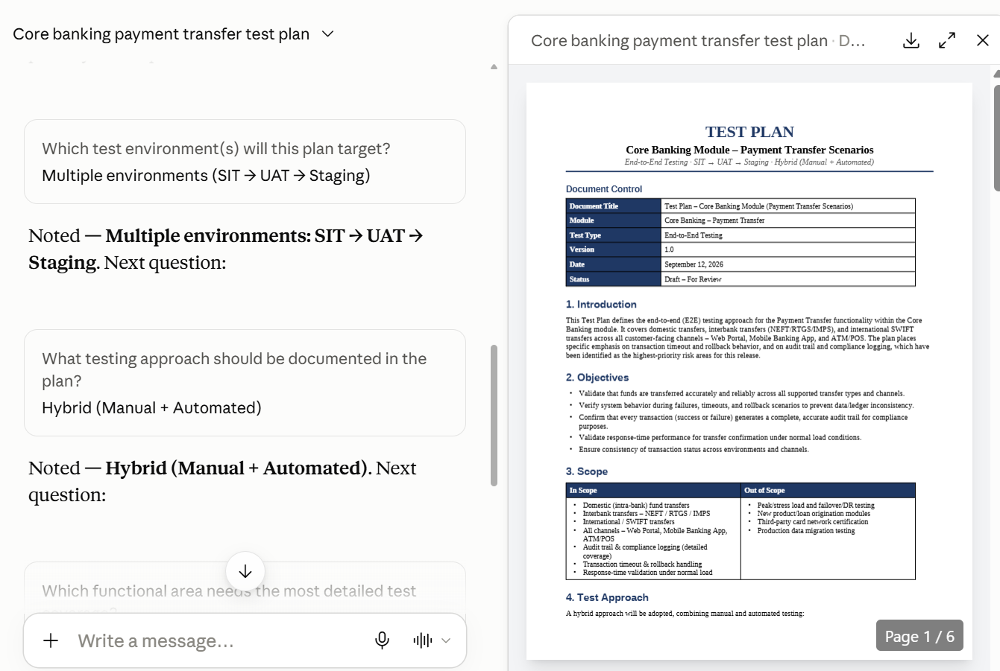 Core banking payment transfer test plan
Which test environment(s) will this plan target?
Multiple environments (SIT → UAT → Staging)
Noted — Multiple environments: SIT → UAT →
Staging. Next question:
What testing approach should be documented in the
plan?
Hybrid (Manual + Automated)
Noted — Hybrid (Manual + Automated). Next
question:
Which functional area needs the most detailed test
Write a message...
Core banking payment transfer test plan · D...
TEST PLAN
Core Banking Module – Payment Transfer Scenarios
End-to-End Testing · SIT → UAT → Staging · Hybrid (Manual + Automated)
Document Control
Document Title Test Plan – Core Banking Module (Payment Transfer Scenarios)
Module Core Banking – Payment Transfer
Test Type End-to-End Testing
Version 1.0
Date September 12, 2026
Status Draft – For Review
1. Introduction
This Test Plan defines the end-to-end (E2E) testing approach for the Payment Transfer functionality within the Core
Banking module. It covers domestic transfers, interbank transfers (NEFT/RTGS/IMPS), and international SWIFT
transfers across all customer-facing channels – Web Portal, Mobile Banking App, and ATM/POS. The plan places
specific emphasis on transaction timeout and rollback behavior, and on audit trail and compliance logging, which have
been identified as the highest-priority risk areas for this release.
2. Objectives
• Validate that funds are transferred accurately and reliably across all supported transfer types and channels.
• Verify system behavior during failures, timeouts, and rollback scenarios to prevent data/ledger inconsistency.
• Confirm that every transaction (success or failure) generates a complete, accurate audit trail for compliance
purposes.
• Validate response-time performance for transfer confirmation under normal load conditions.
• Ensure consistency of transaction status across environments and channels.
3. Scope
In Scope
• Domestic (intra-bank) fund transfers
• Interbank transfers – NEFT / RTGS / IMPS
• International / SWIFT transfers
• All channels – Web Portal, Mobile Banking App,
ATM/POS
• Audit trail & compliance logging (detailed
coverage)
• Transaction timeout & rollback handling
• Response-time validation under normal load
Out of Scope
• Peak/stress load and failover/DR testing
• New product/loan origination modules
• Third-party card network certification
• Production data migration testing
4. Test Approach
A hybrid approach will be adopted, combining manual and automated testing:
Page 1 / 6